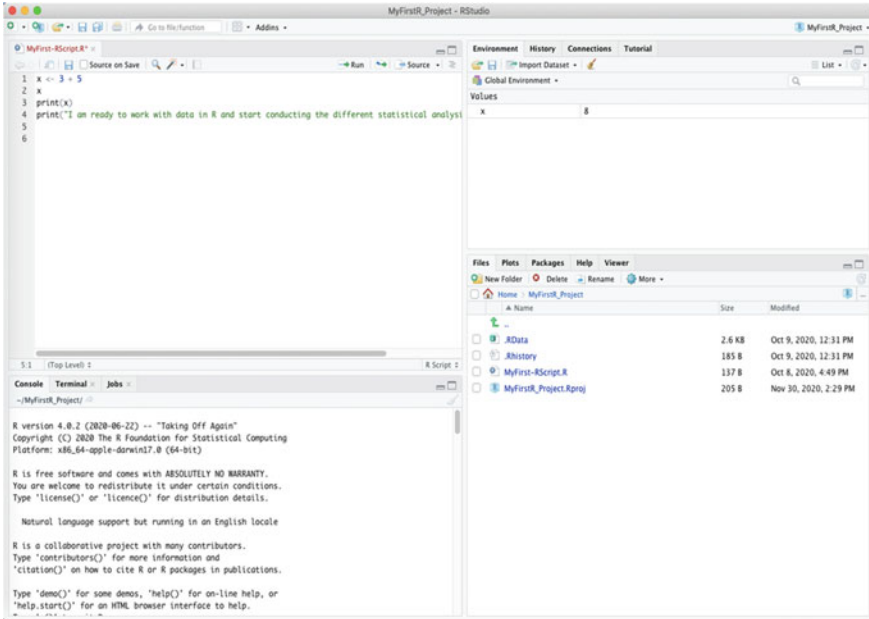 MyFirstR_Project - RStudio
Go to file/function Addins
MyFirstR_Project
MyFirst-RScript.R*
Source on Save Run Source
1 x <- 3 + 5
2 x
3 print(x)
4 print("I am ready to work with data in R and start conducting the different statistical analysi
5
6
5:1 (Top Level) R Script
Console Terminal Jobs
~/MyFirstR_Project/
R version 4.0.2 (2020-06-22) -- "Taking Off Again"
Copyright (C) 2020 The R Foundation for Statistical Computing
Platform: x86_64-apple-darwin17.0 (64-bit)
R is free software and comes with ABSOLUTELY NO WARRANTY.
You are welcome to redistribute it under certain conditions.
Type 'license()' or 'licence()' for distribution details.
Natural language support but running in an English locale
R is a collaborative project with many contributors.
Type 'contributors()' for more information and
'citation()' on how to cite R or R packages in publications.
Type 'demo()' for some demos, 'help()' for on-line help, or
'help.start()' for an HTML browser interface to help.
Environment History Connections Tutorial
Import Dataset List
Global Environment
Values
x 8
Files Plots Packages Help Viewer
New Folder Delete Rename More
Home MyFirstR_Project
Name Size Modified
..
.RData 2.6 KB Oct 9, 2020, 12:31 PM
.Rhistory 185 B Oct 9, 2020, 12:31 PM
MyFirst-RScript.R 137 B Oct 8, 2020, 4:49 PM
MyFirstR_Project.Rproj 205 B Nov 30, 2020, 2:29 PM